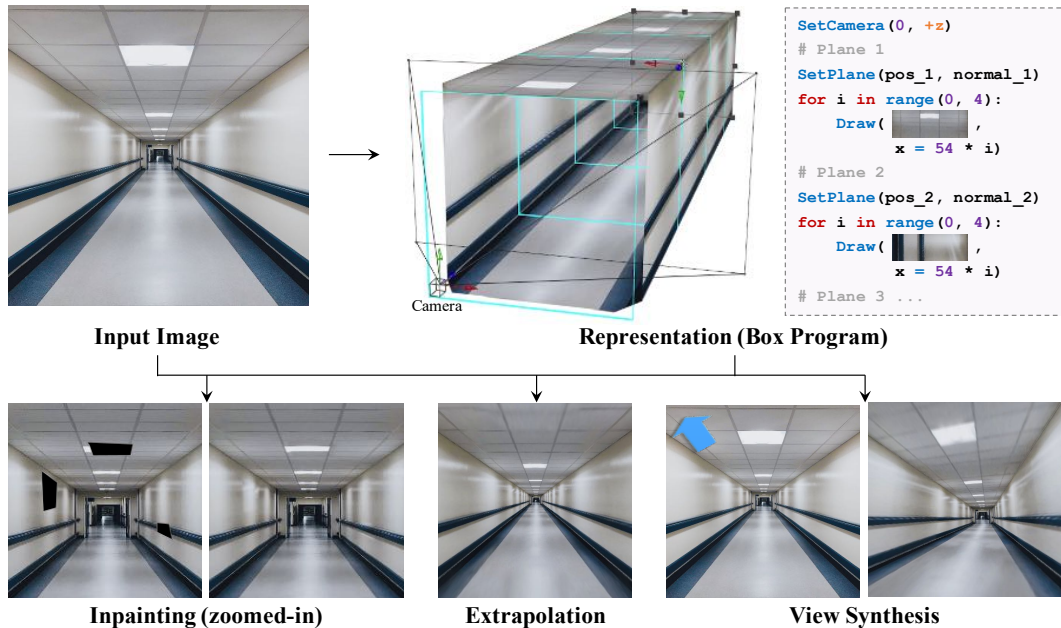 SetCamera(0, +z)
# Plane 1
SetPlane(pos_1, normal_1)
for i in range(0, 4):
Draw( ,
x = 54 * i)
# Plane 2
SetPlane(pos_2, normal_2)
for i in range(0, 4):
Draw( ,
x = 54 * i)
# Plane 3 ...
Camera
Input Image
Representation (Box Program)
Inpainting (zoomed-in)
Extrapolation
View Synthesis